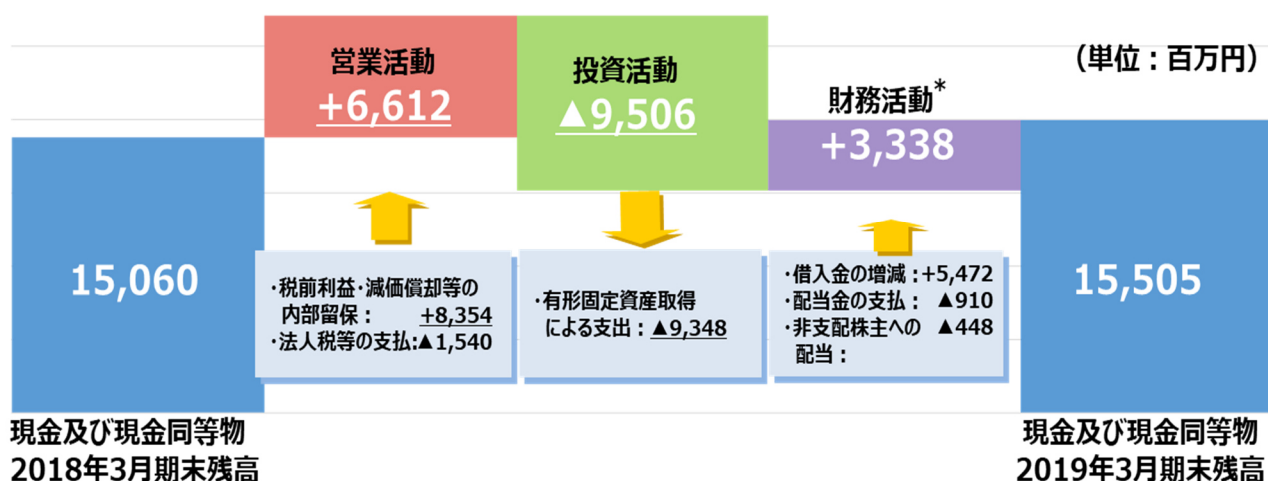 (単位：百万円)
営業活動
+6,612
投資活動
▲9,506
財務活動*
+3,338
15,060
・税前利益・減価償却等の
内部留保： +8,354
・法人税等の支払:▲1,540
・有形固定資産取得
による支出：▲9,348
・借入金の増減：+5,472
・配当金の支払： ▲910
・非支配株主への ▲448
配当：
15,505
現金及び現金同等物
2018年3月期末残高
現金及び現金同等物
2019年3月期末残高